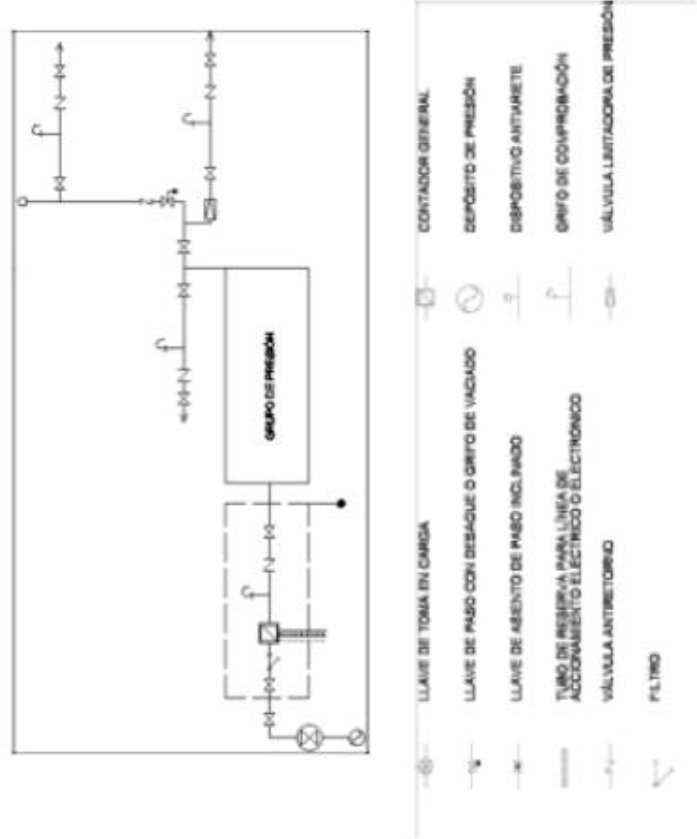 GRUPO DE PRESIÓN
LLAVE DE TOMA EN CARGA
LLAVE DE PASO CON DESAGUE O GRIFO DE VACIADO
LLAVE DE ASIENTO DE PASO INCLINADO
TUBO DE RESERVA PARA LÍNEA DE
ACCIONAMIENTO ELÉCTRICO O ELECTRÓNICO
VÁLVULA ANTIRETORNO
FILTRO
CONTADOR GENERAL
DEPÓSITO DE PRESIÓN
DISPOSITIVO ANTIARIETE
GRIFO DE COMPROBACIÓN
VÁLVULA LIMITADORA DE PRESIÓN